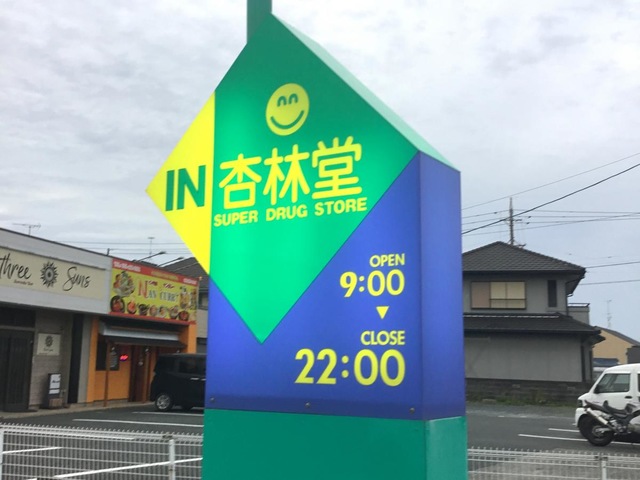 IN
杏林堂
SUPER DRUG STORE
OPEN
9:00
▼
CLOSE
22:00
three Suns